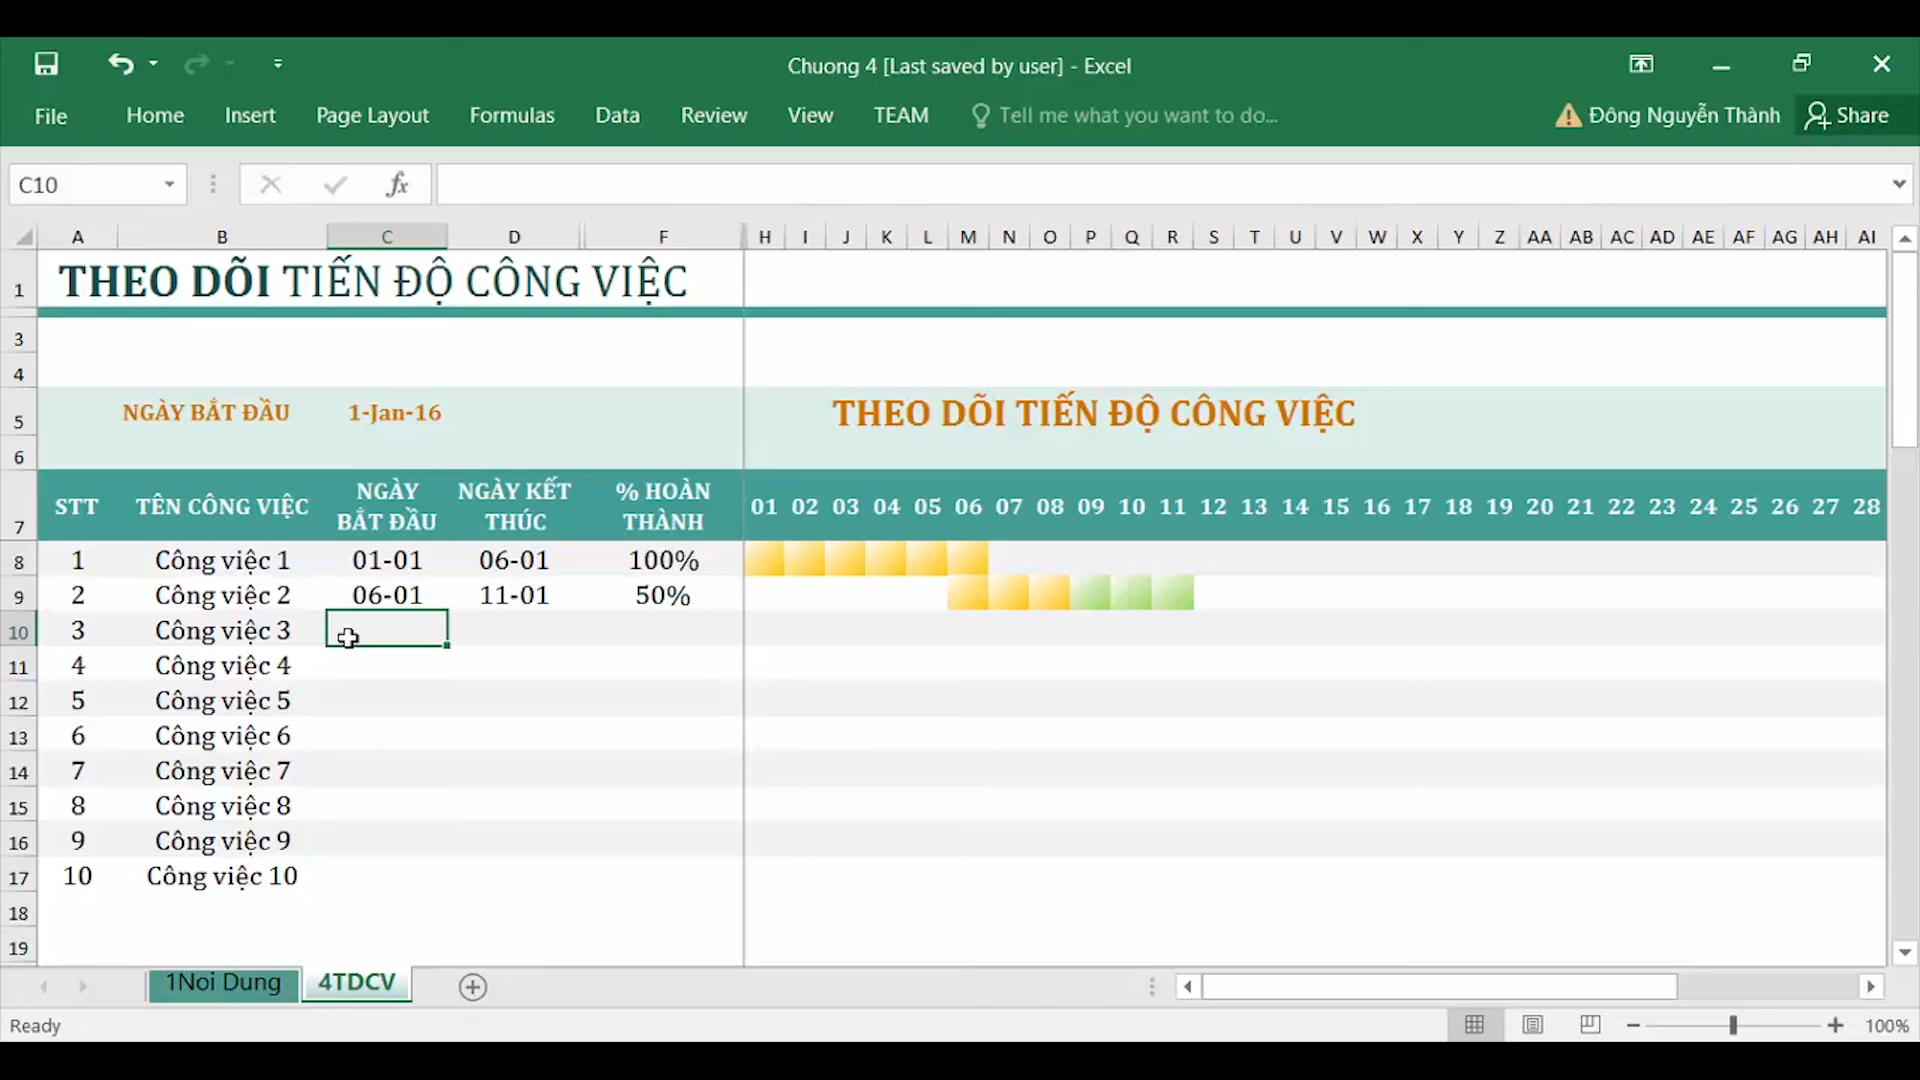 Chuong 4 [Last saved by user] - Excel
File Home Insert Page Layout Formulas Data Review View TEAM Tell me what you want to do... Đông Nguyễn Thành Share
C10 fx
A B C D F H I J K L M N O P Q R S T U V W X Y Z AA AB AC AD AE AF AG AH AI
1 THEO DÕI TIẾN ĐỘ CÔNG VIỆC
3
4
5 NGÀY BẮT ĐẦU 1-Jan-16 THEO DÕI TIẾN ĐỘ CÔNG VIỆC
6
7 STT TÊN CÔNG VIỆC NGÀY BẮT ĐẦU NGÀY KẾT THÚC % HOÀN THÀNH 01 02 03 04 05 06 07 08 09 10 11 12 13 14 15 16 17 18 19 20 21 22 23 24 25 26 27 28
8 1 Công việc 1 01-01 06-01 100%
9 2 Công việc 2 06-01 11-01 50%
10 3 Công việc 3
11 4 Công việc 4
12 5 Công việc 5
13 6 Công việc 6
14 7 Công việc 7
15 8 Công việc 8
16 9 Công việc 9
17 10 Công việc 10
18
19
1Noi Dung 4TDCV
Ready 100%